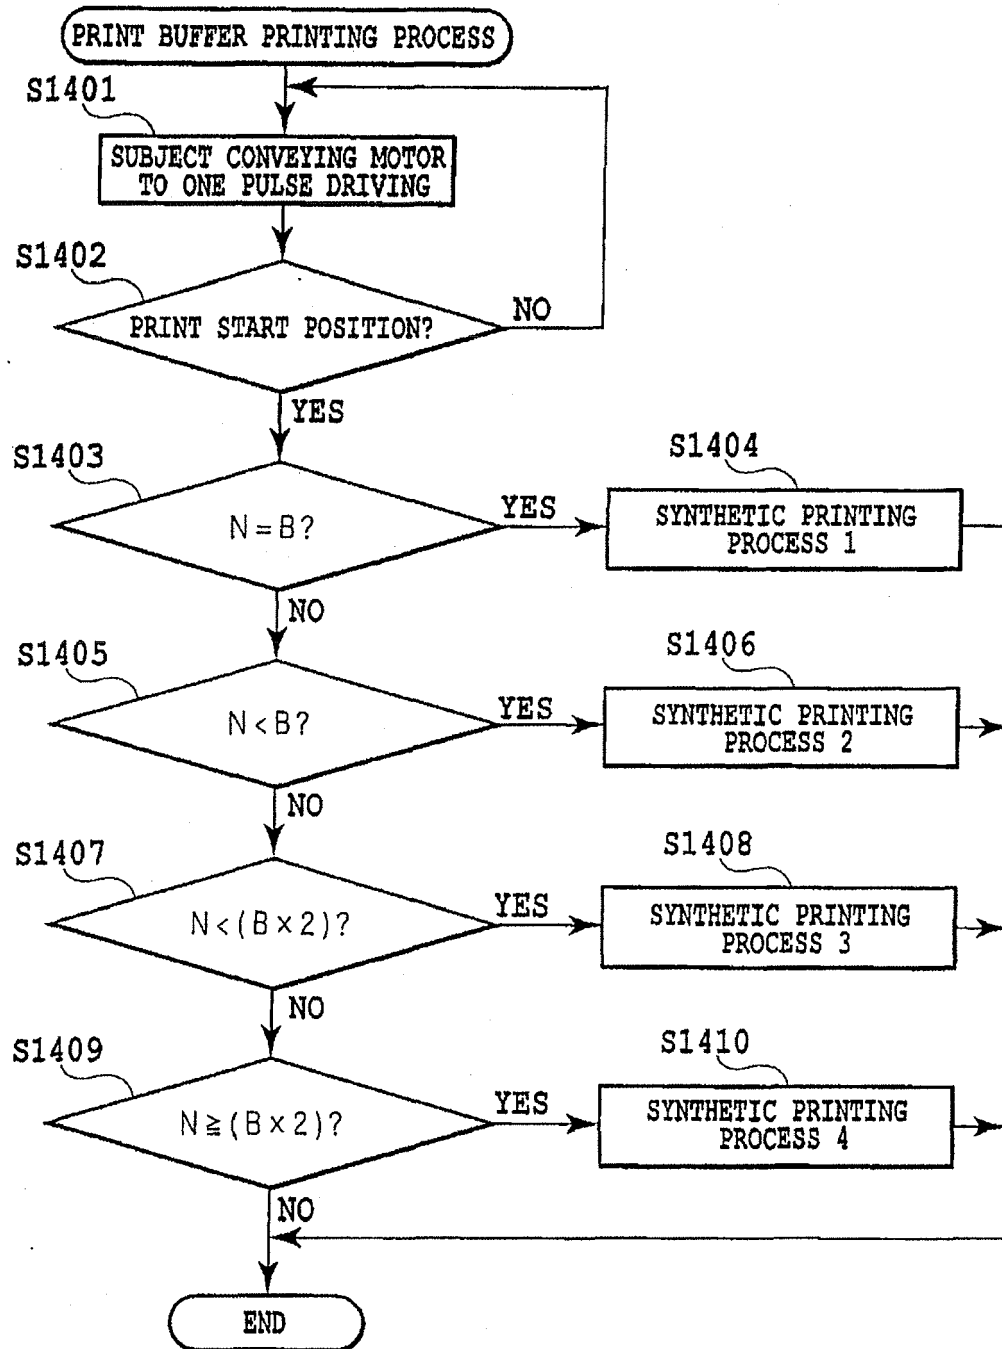 PRINT BUFFER PRINTING PROCESS
S1401
SUBJECT CONVEYING MOTOR
TO ONE PULSE DRIVING
S1402
PRINT START POSITION?
NO
YES
S1403
N=B?
YES
S1404
SYNTHETIC PRINTING
PROCESS 1
NO
S1405
N<B?
YES
S1406
SYNTHETIC PRINTING
PROCESS 2
NO
S1407
N<(B×2)?
YES
S1408
SYNTHETIC PRINTING
PROCESS 3
NO
S1409
N≧(B×2)?
YES
S1410
SYNTHETIC PRINTING
PROCESS 4
NO
END